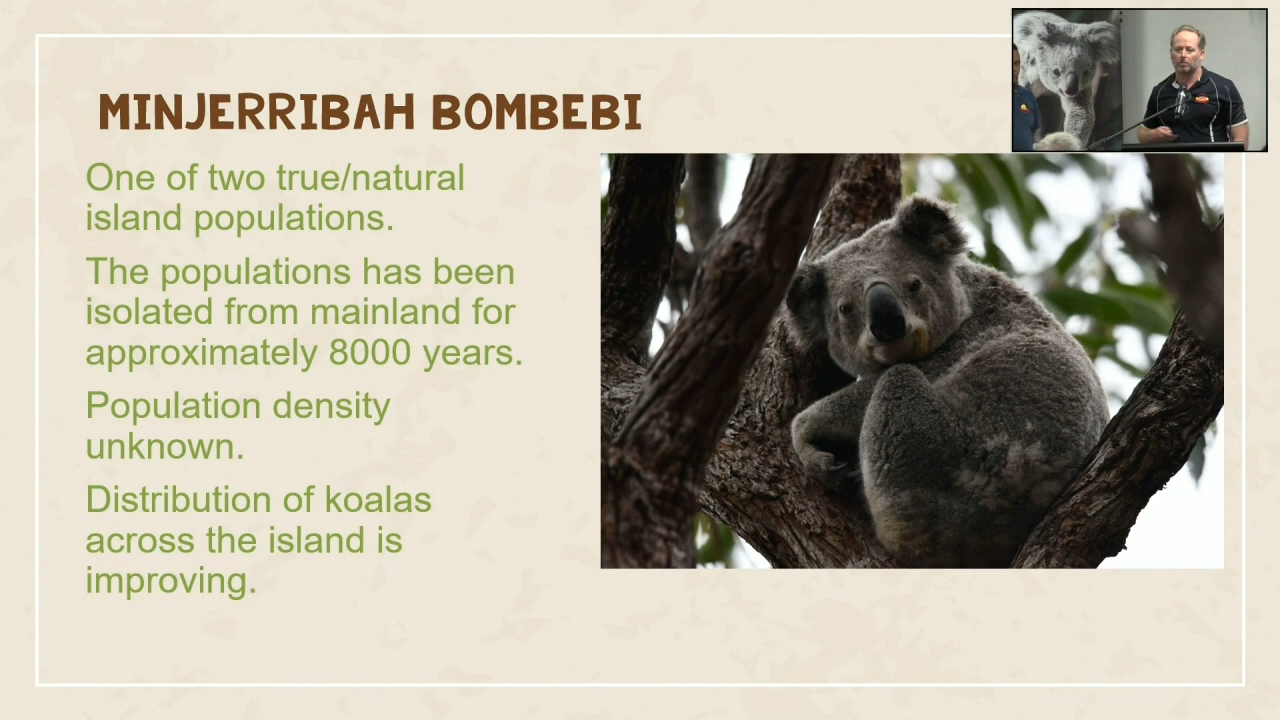 MINJERRIBAH BOMBEBI
One of two true/natural
island populations.
The populations has been
isolated from mainland for
approximately 8000 years.
Population density
unknown.
Distribution of koalas
across the island is
improving.